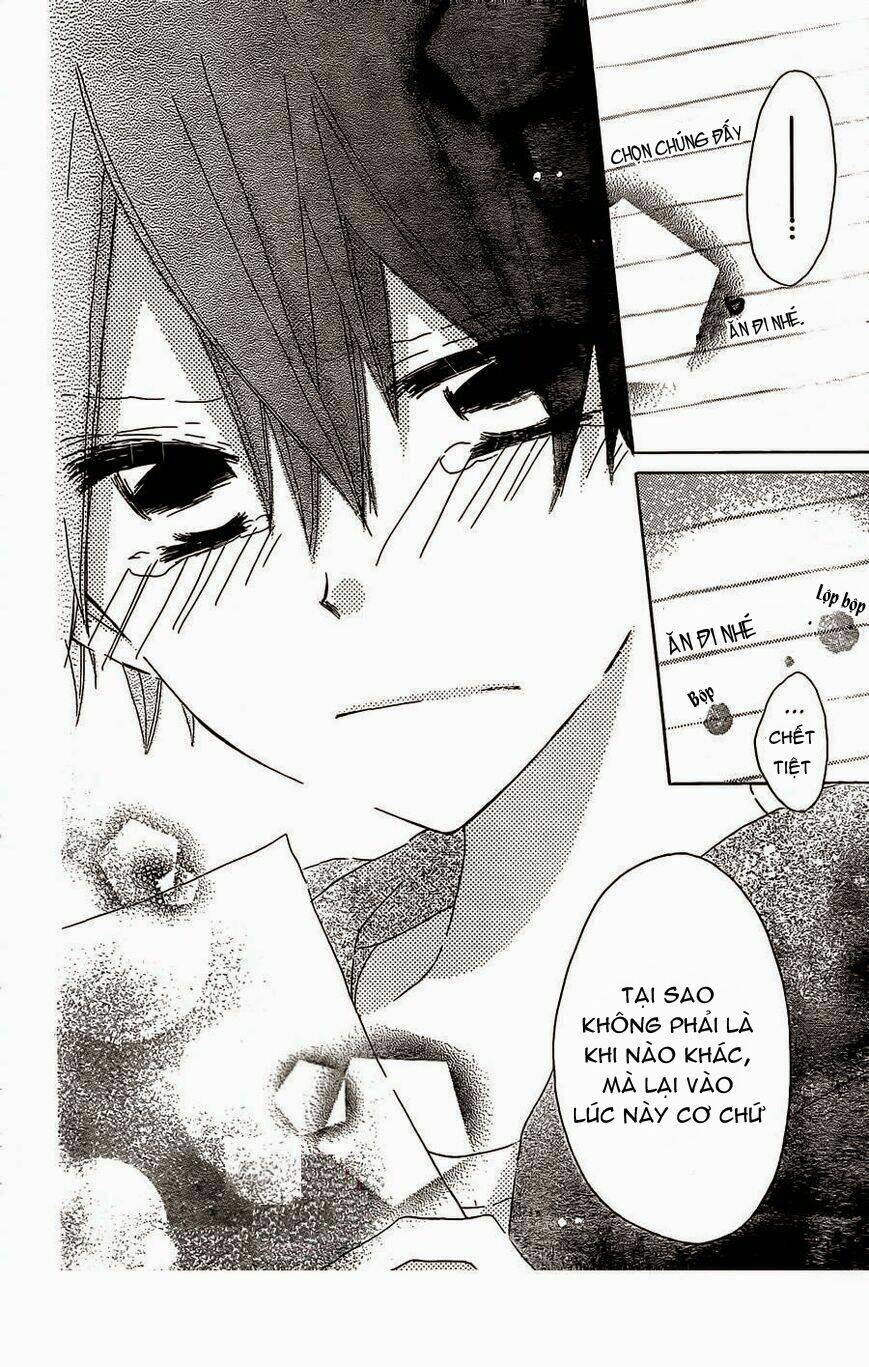 CHỌN CHÚNG ĐẤY
ĂN ĐI NHÉ.
ĂN ĐI NHÉ
Lộp bộp
Bộp
...
CHẾT
TIỆT
TẠI SAO
KHÔNG PHẢI LÀ
KHI NÀO KHÁC,
MÀ LẠI VÀO
LÚC NÀY CƠ CHỨ